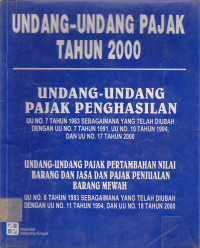 UNDANG-UNDANG PAJAK
TAHUN 2000
UNDANG-UNDANG
PAJAK PENGHASILAN
UU NO. 7 TAHUN 1983 SEBAGAIMANA YANG TELAH DIUBAH
DENGAN UU NO. 7 TAHUN 1991, UU NO. 10 TAHUN 1994,
DAN UU NO. 17 TAHUN 2000
UNDANG-UNDANG PAJAK PERTAMBAHAN NILAI
BARANG DAN JASA DAN PAJAK PENJUALAN
BARANG MEWAH
UU NO. 8 TAHUN 1983 SEBAGAIMANA YANG TELAH DIUBAH
DENGAN UU NO. 11 TAHUN 1994, DAN UU NO. 18 TAHUN 2000